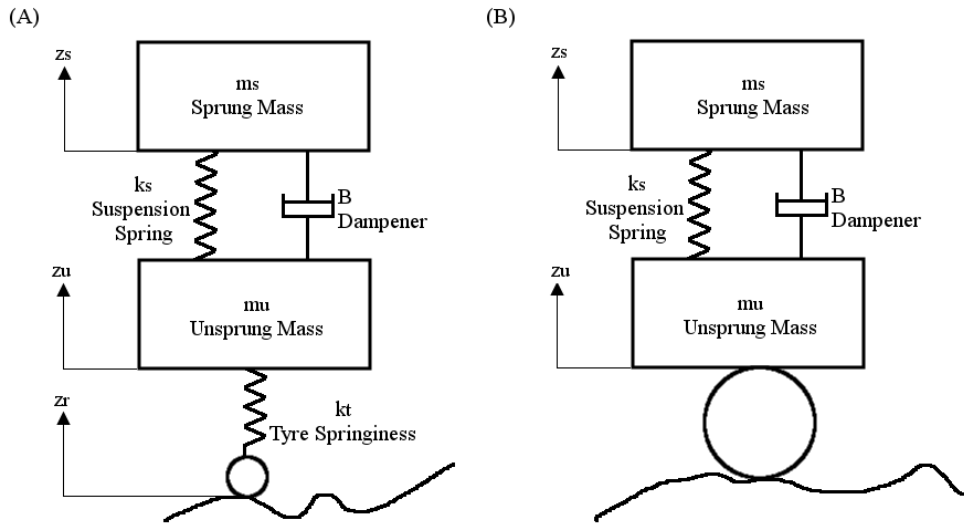 (A)
zs
ms
Sprung Mass
ks
Suspension
Spring
B
Dampener
zu
mu
Unsprung Mass
zr
kt
Tyre Springiness
(B)
zs
ms
Sprung Mass
ks
Suspension
Spring
B
Dampener
zu
mu
Unsprung Mass